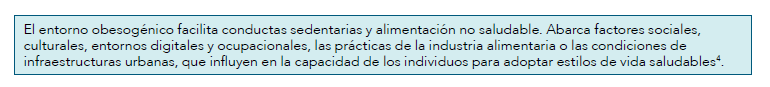 El entorno obesogénico facilita conductas sedentarias y alimentación no saludable. Abarca factores sociales,
culturales, entornos digitales y ocupacionales, las prácticas de la industria alimentaria o las condiciones de
infraestructuras urbanas, que influyen en la capacidad de los individuos para adoptar estilos de vida saludables⁴.